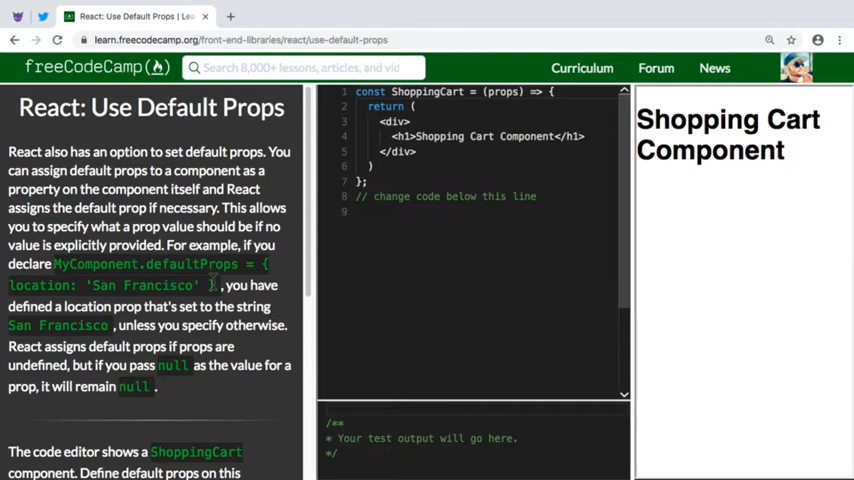 React: Use Default Props | Lea
learn.freecodecamp.org/front-end-libraries/react/use-default-props
freeCodeCamp
Search 8,000+ lessons, articles, and vid
Curriculum
Forum
News
React: Use Default Props
React also has an option to set default props. You
can assign default props to a component as a
property on the component itself and React
assigns the default prop if necessary. This allows
you to specify what a prop value should be if no
value is explicitly provided. For example, if you
declare MyComponent.defaultProps = {
location: 'San Francisco' } , you have
defined a location prop that's set to the string
San Francisco , unless you specify otherwise.
React assigns default props if props are
undefined, but if you pass null as the value for a
prop, it will remain null .
The code editor shows a ShoppingCart
component. Define default props on this
1 const ShoppingCart = (props) => {
2 return (
3 <div>
4 <h1>Shopping Cart Component</h1>
5 </div>
6 )
7 };
8 // change code below this line
9
/**
* Your test output will go here.
*/
Shopping Cart
Component